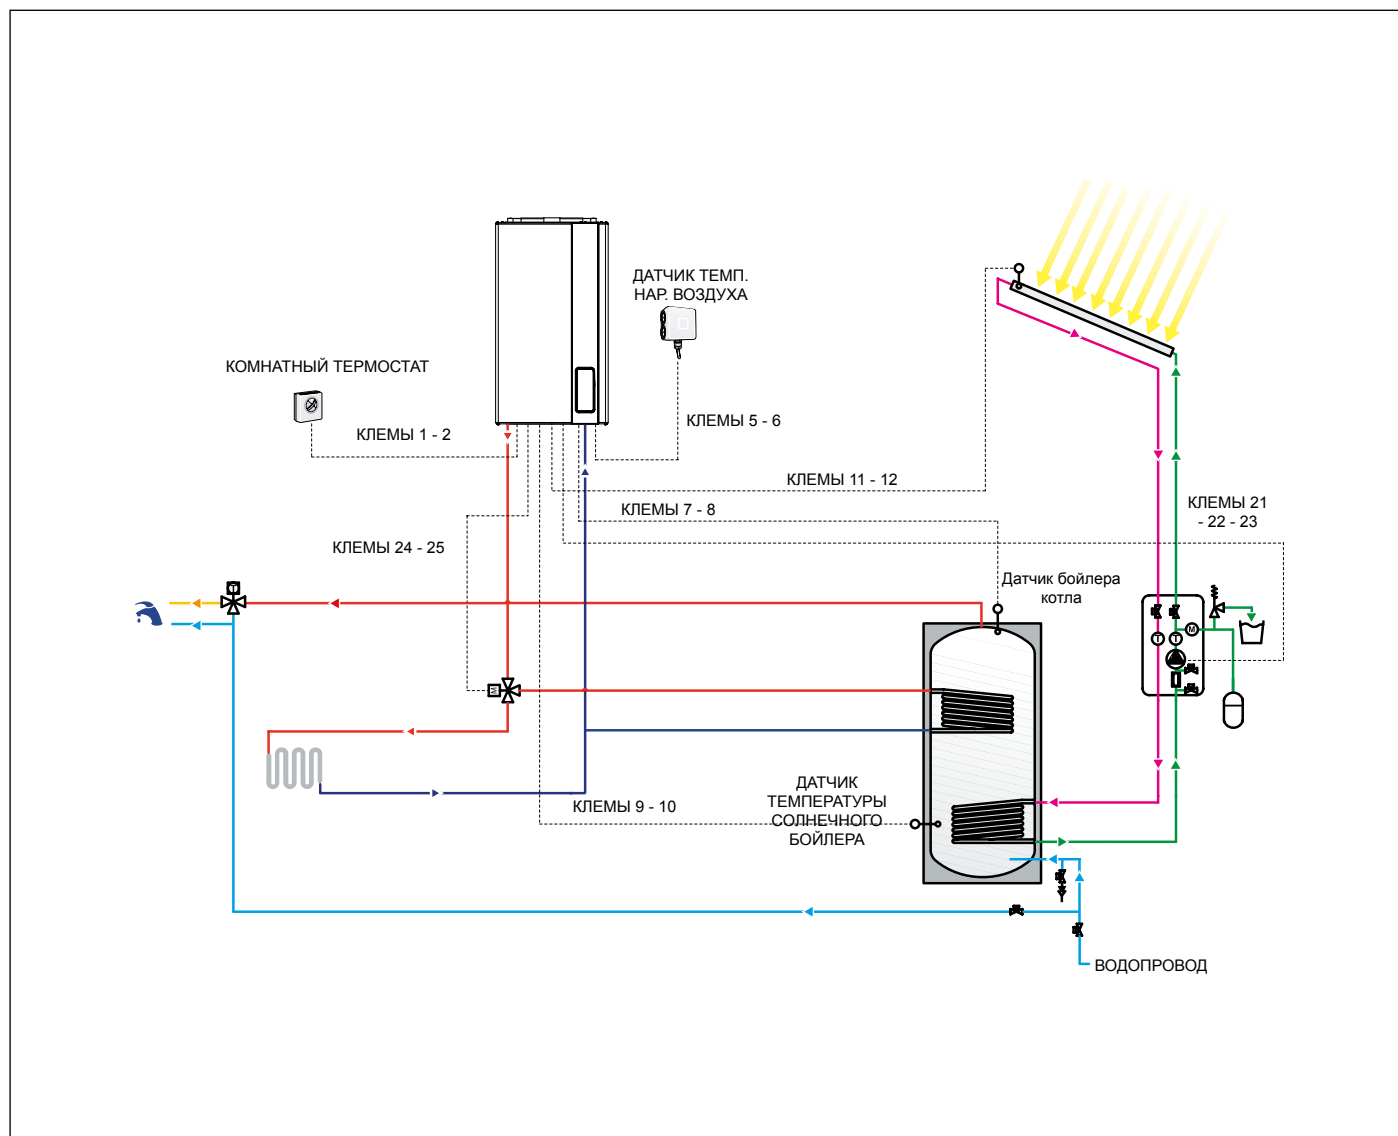 ДАТЧИК ТЕМП.
НАР. ВОЗДУХА
КОМНАТНЫЙ ТЕРМОСТАТ
КЛЕМЫ 5 - 6
КЛЕМЫ 1 - 2
КЛЕМЫ 11 - 12
КЛЕМЫ 7 - 8
КЛЕМЫ 21
- 22 - 23
КЛЕМЫ 24 - 25
Датчик бойлера
котла
T
M
T
T
M
ДАТЧИК
ТЕМПЕРАТУРЫ
СОЛНЕЧНОГО
БОЙЛЕРА
КЛЕМЫ 9 - 10
ВОДОПРОВОД